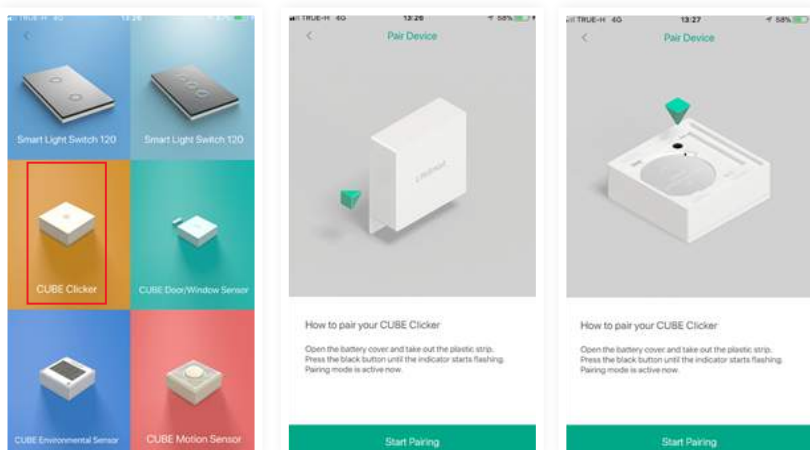 TRUE-H 4G 13:26
Smart Light Switch 120
Smart Light Switch 120
CUBE Clicker
CUBE Door/Window Sensor
CUBE Environmental Sensor
CUBE Motion Sensor
TRUE-H 4G 13:26 58%
Pair Device
How to pair your CUBE Clicker
Open the battery cover and take out the plastic strip.
Press the black button until the indicator starts flashing.
Pairing mode is active now.
Start Pairing
TRUE-H 4G 13:27 58%
Pair Device
How to pair your CUBE Clicker
Open the battery cover and take out the plastic strip.
Press the black button until the indicator starts flashing.
Pairing mode is active now.
Start Pairing